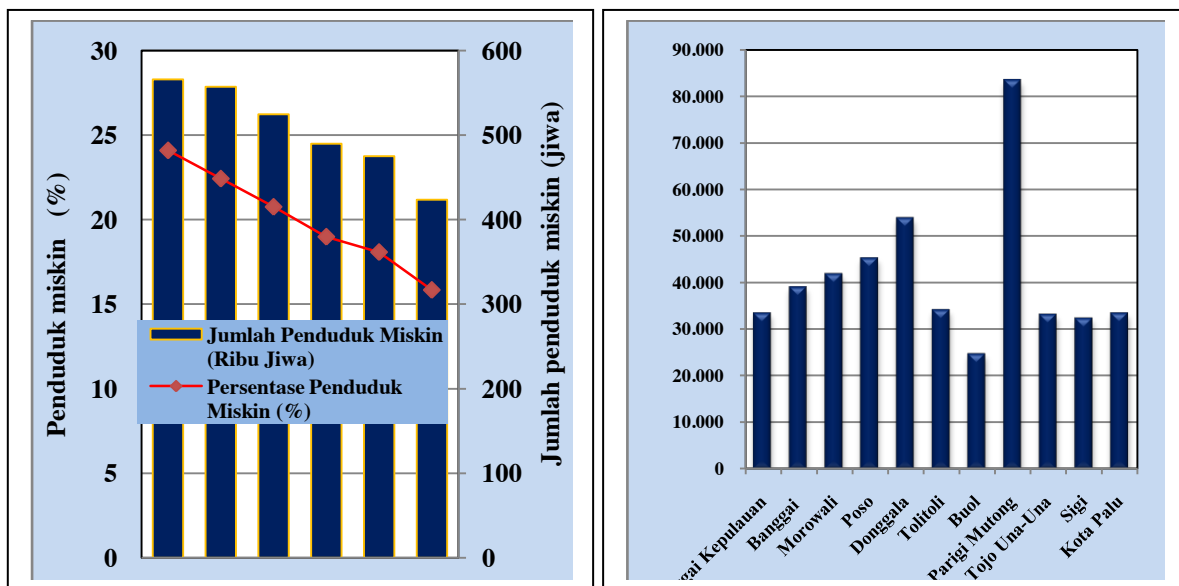 30
25
20
15
10
5
0
Penduduk miskin (%)
Jumlah Penduduk Miskin
(Ribu Jiwa)
Persentase Penduduk
Miskin (%)
600
500
400
300
200
100
0
Jumlah penduduk miskin (jiwa)
90.000
80.000
70.000
60.000
50.000
40.000
30.000
20.000
10.000
0
gai Kepulauan
Banggai
Morowali
Poso
Donggala
Tolitoli
Buol
Parigi Mutong
Tojo Una-Una
Sigi
Kota Palu